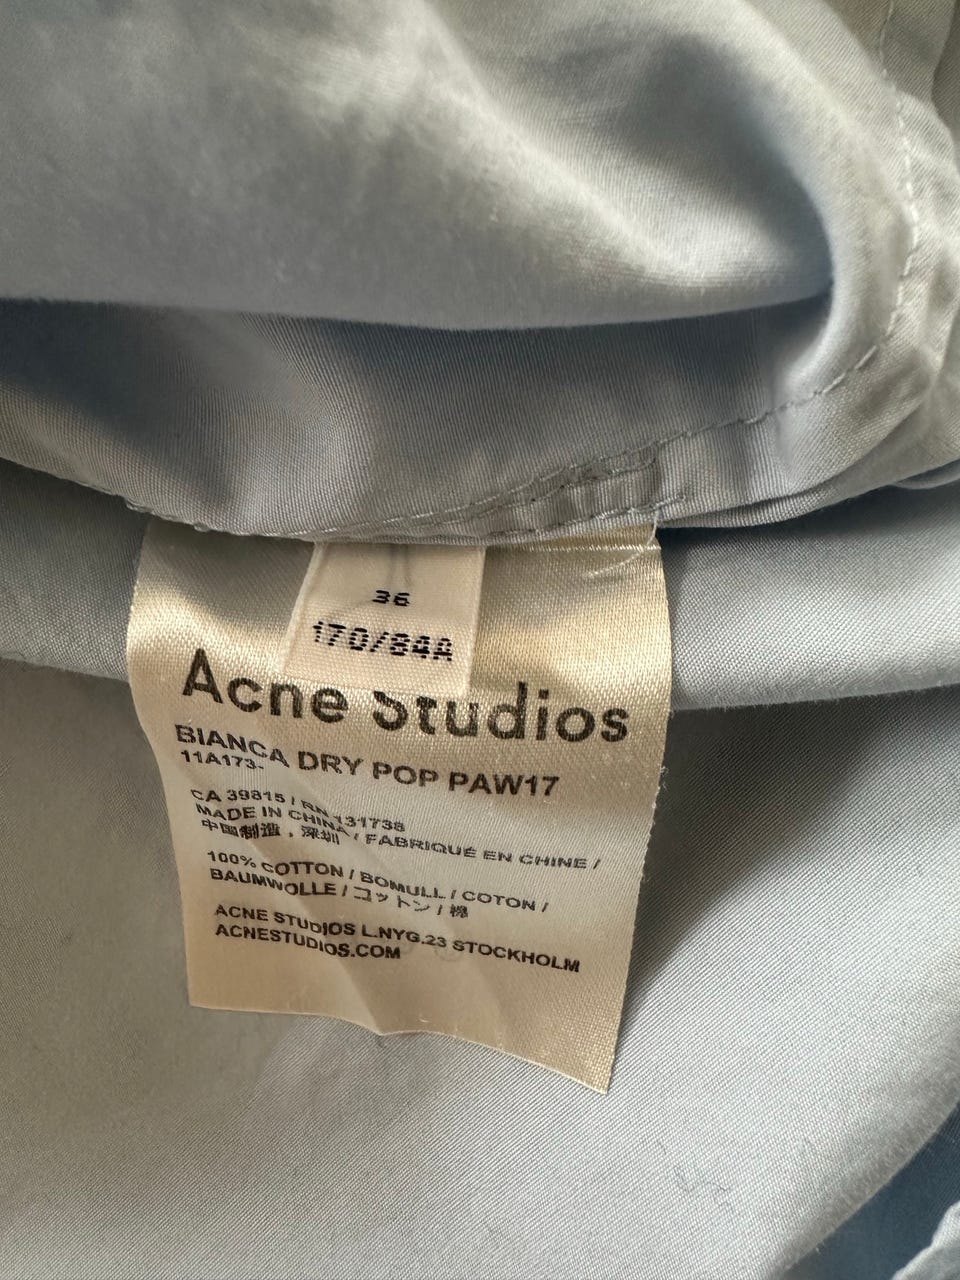 36
170/84A
Acne Studios
BIANCA DRY POP PAW17
11A173-
CA 39815 / RN 131738
MADE IN CHINA
中国制造，深圳 / FABRIQUÉ EN CHINE /
100% COTTON / BOMULL / COTON /
BAUMWOLLE / コットン / 棉
ACNE STUDIOS L.NYG.23 STOCKHOLM
ACNESTUDIOS.COM